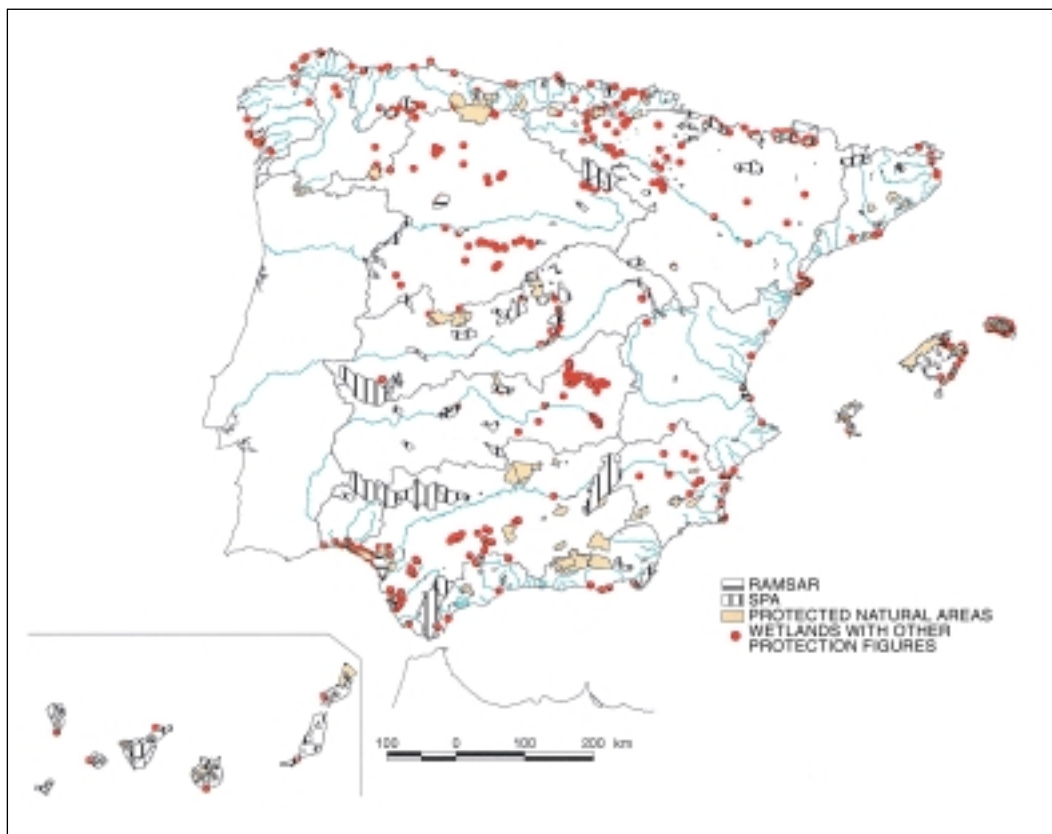 RAMSAR
SPA
PROTECTED NATURAL AREAS
WETLANDS WITH OTHER
PROTECTION FIGURES
100 0 100 200 km